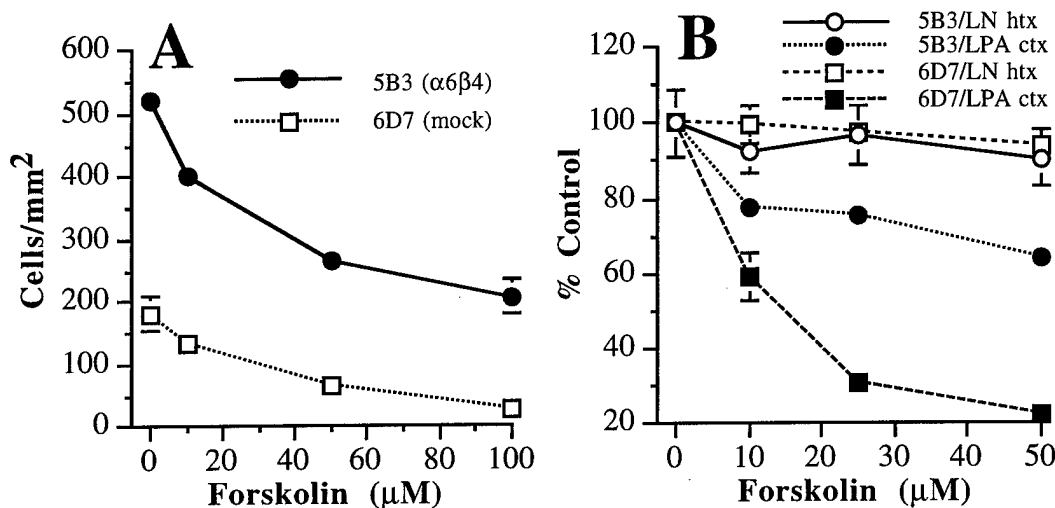 A
5B3 (α6β4)
6D7 (mock)
600
500
400
300
200
100
0
Cells/mm²
0 20 40 60 80 100
Forskolin (μM)
B
5B3/LN htx
5B3/LPA ctx
6D7/LN htx
6D7/LPA ctx
120
100
80
60
40
20
% Control
0 10 20 30 40 50
Forskolin (μM)